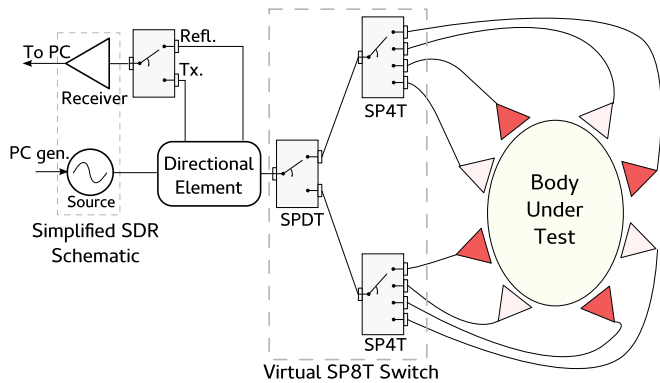 To PC
Receiver
Refl.
Tx.
PC gen.
Source
Simplified SDR
Schematic
Directional
Element
SPDT
SP4T
SP4T
Virtual SP8T Switch
Body
Under
Test